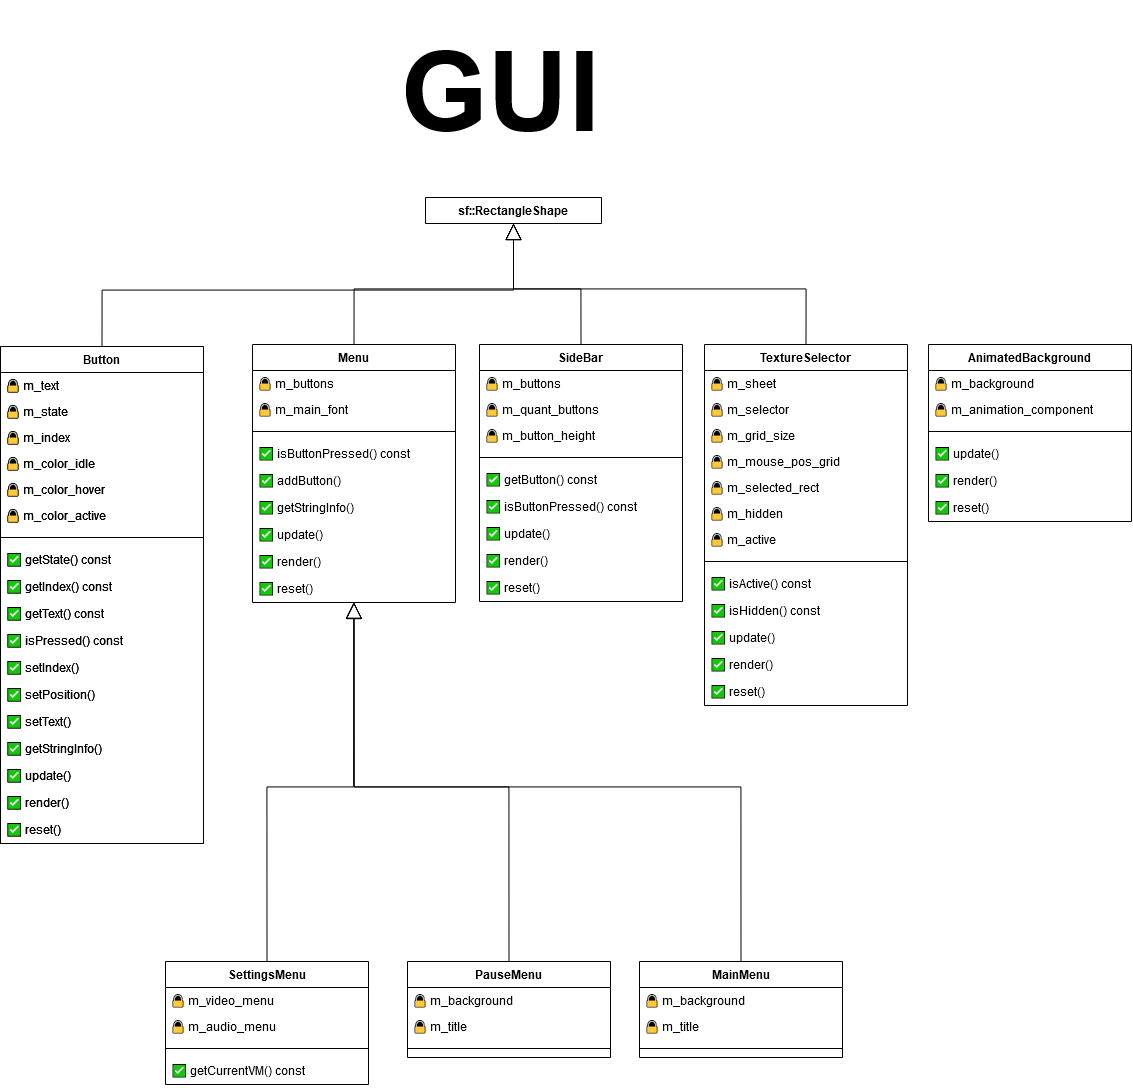 GUI
sf::RectangleShape
Button
m_text
m_state
m_index
m_color_idle
m_color_hover
m_color_active
getState() const
getIndex() const
getText() const
isPressed() const
setIndex()
setPosition()
setText()
getStringInfo()
update()
render()
reset()
Menu
m_buttons
m_main_font
isButtonPressed() const
addButton()
getStringInfo()
update()
render()
reset()
SideBar
m_buttons
m_quant_buttons
m_button_height
getButton() const
isButtonPressed() const
update()
render()
reset()
TextureSelector
m_sheet
m_selector
m_grid_size
m_mouse_pos_grid
m_selected_rect
m_hidden
m_active
isActive() const
isHidden() const
update()
render()
reset()
AnimatedBackground
m_background
m_animation_component
update()
render()
reset()
SettingsMenu
m_video_menu
m_audio_menu
getCurrentVM() const
PauseMenu
m_background
m_title
MainMenu
m_background
m_title